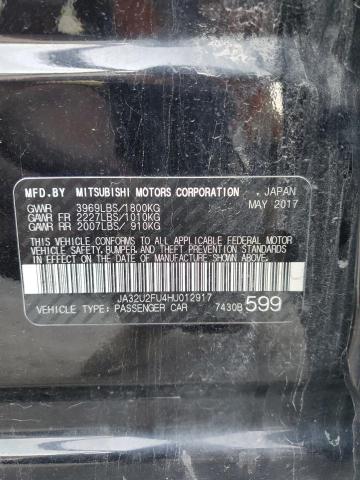 MFD.BY MITSUBISHI MOTORS CORPORATION . JAPAN
GVWR 3969LBS/1800KG MAY 2017
GAWR FR 2227LBS/1010KG
GAWR RR 2007LBS/ 910KG
THIS VEHICLE CONFORMS TO ALL APPLICABLE FEDERAL MOTOR
VEHICLE SAFETY, BUMPER, AND THEFT PREVENTION STANDARDS
IN EFFECT ON THE DATE OF MANUFACTURE SHOWN ABOVE.
JA32U2FU4HU012917
VEHICLE TYPE: PASSENGER CAR 7430B 599